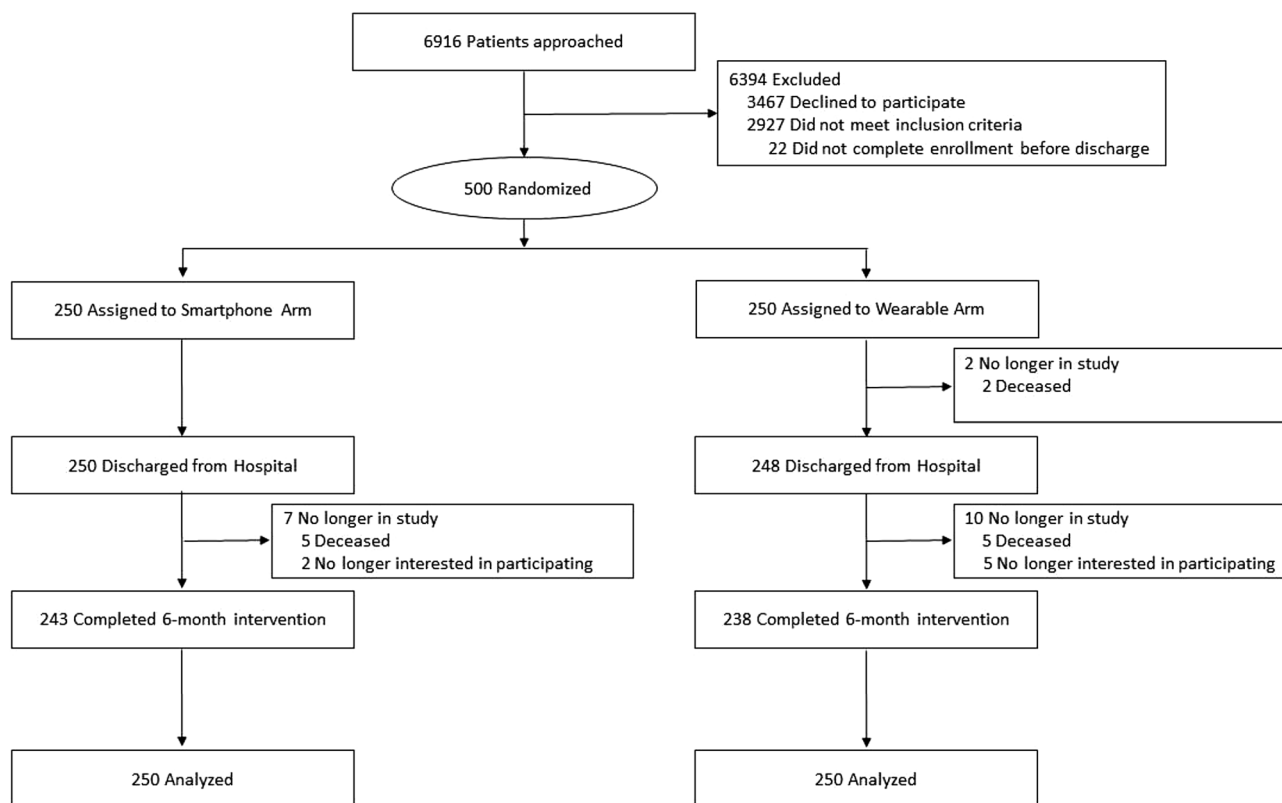 6916 Patients approached
6394 Excluded
3467 Declined to participate
2927 Did not meet inclusion criteria
22 Did not complete enrollment before discharge
500 Randomized
250 Assigned to Smartphone Arm
250 Assigned to Wearable Arm
2 No longer in study
2 Deceased
250 Discharged from Hospital
248 Discharged from Hospital
7 No longer in study
5 Deceased
2 No longer interested in participating
10 No longer in study
5 Deceased
5 No longer interested in participating
243 Completed 6-month intervention
238 Completed 6-month intervention
250 Analyzed
250 Analyzed